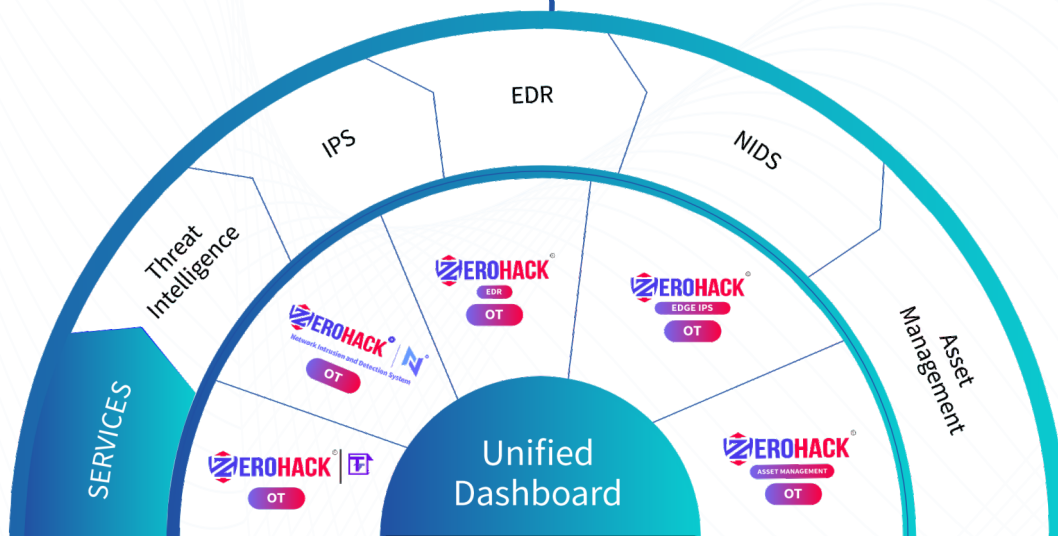 SERVICES
Threat
Intelligence
IPS
EDR
NIDS
Asset
Management
ZEROHACK
OT
ZEROHACK
Network Intrusion and Detection System
OT
ZEROHACK
EDR
OT
ZEROHACK
EDGE IPS
OT
ZEROHACK
ASSET MANAGEMENT
OT
Unified
Dashboard